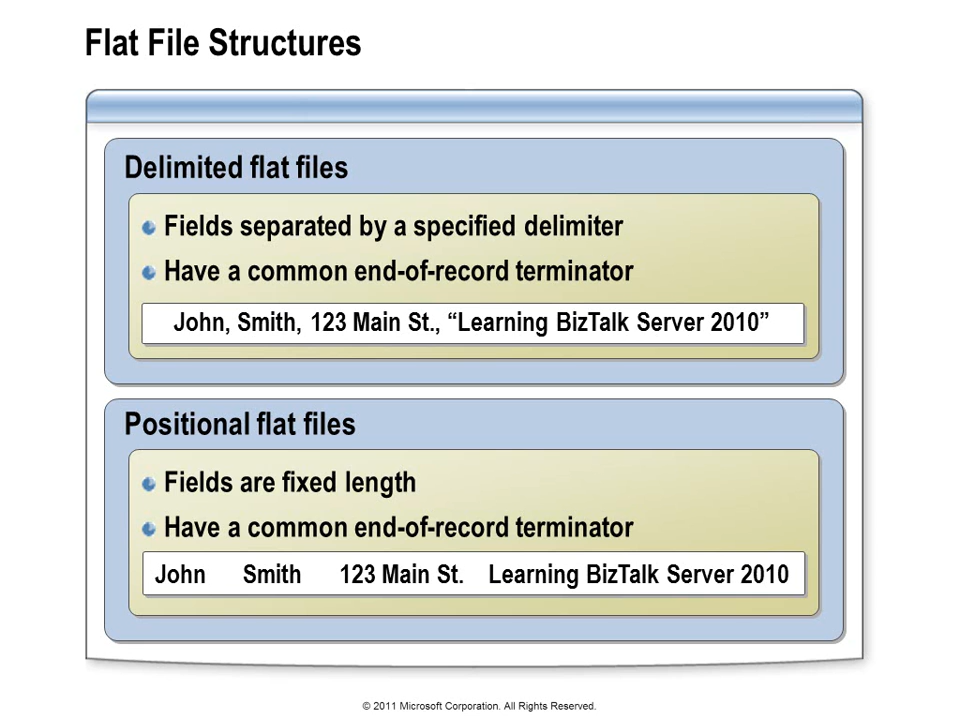 Flat File Structures
Delimited flat files
Fields separated by a specified delimiter
Have a common end-of-record terminator
John, Smith, 123 Main St., “Learning BizTalk Server 2010”
Positional flat files
Fields are fixed length
Have a common end-of-record terminator
John Smith 123 Main St. Learning BizTalk Server 2010
© 2011 Microsoft Corporation. All Rights Reserved.